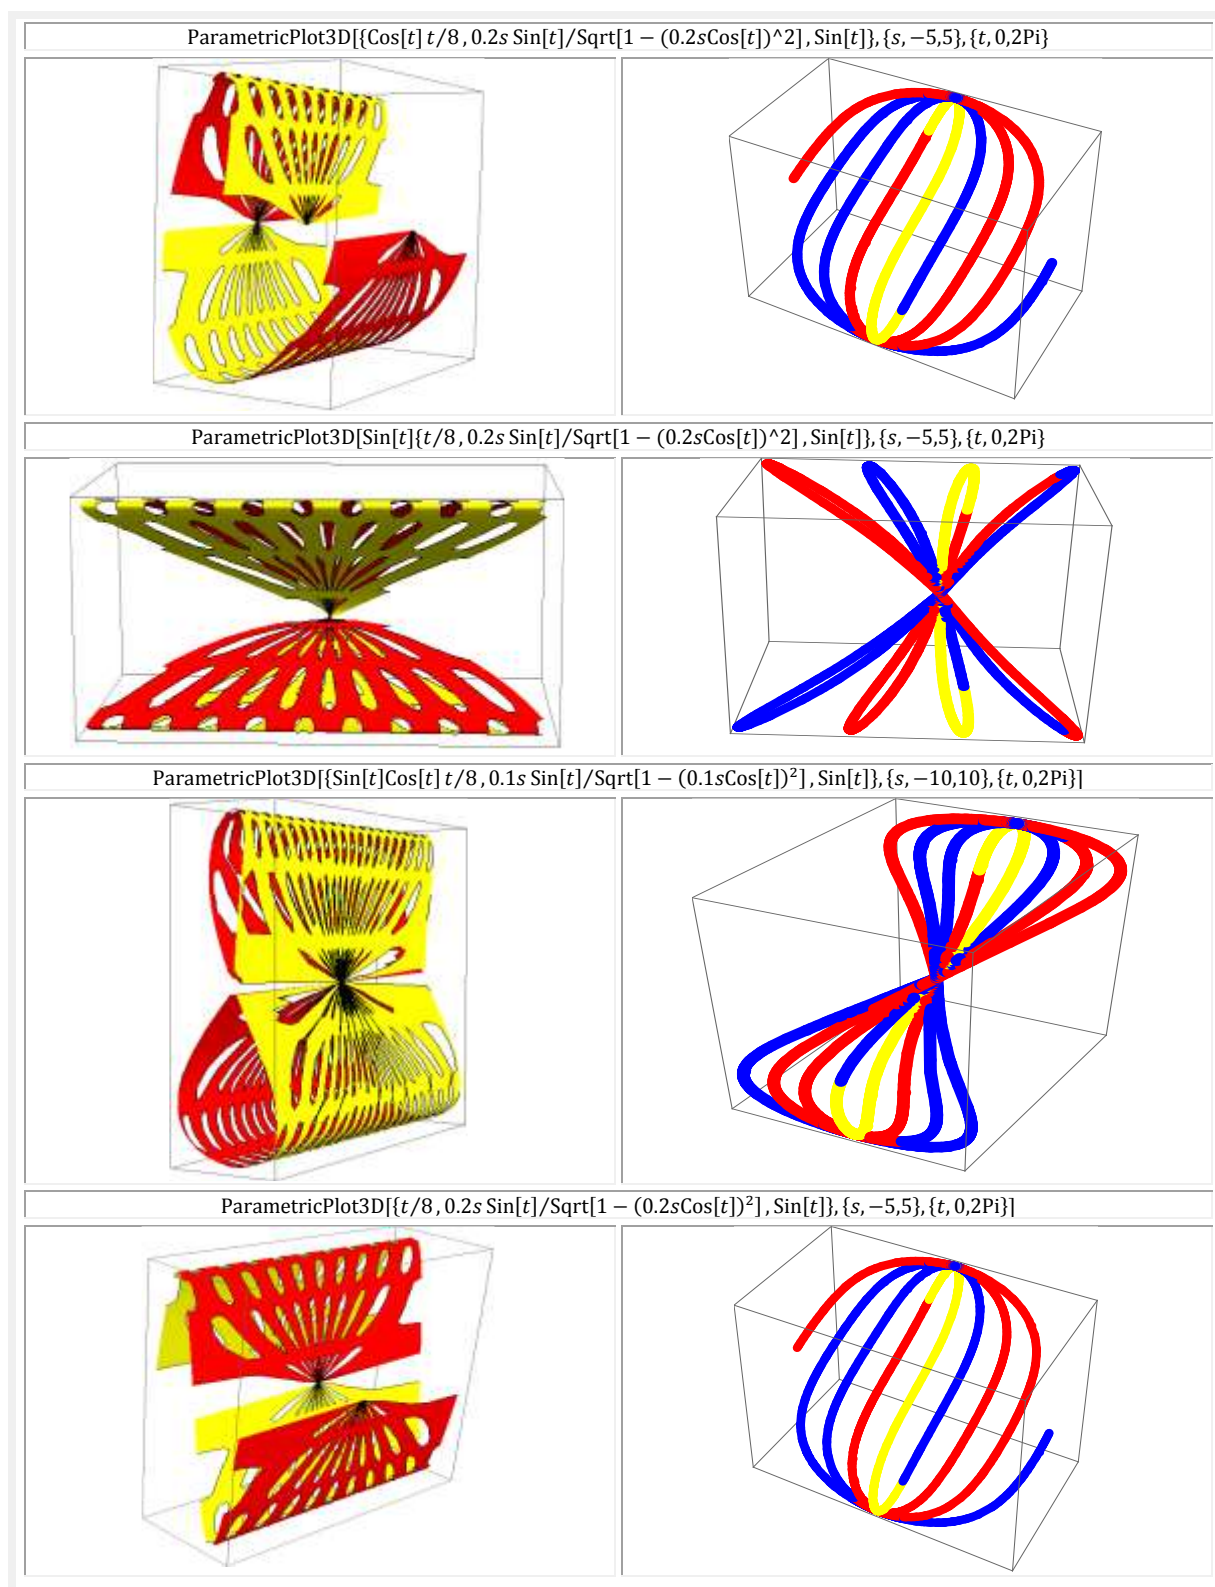 ParametricPlot3D[{Cos[t] t/8 , 0.2s Sin[t]/Sqrt[1 − (0.2sCos[t])^2] , Sin[t]}, {s, −5,5}, {t, 0,2Pi}
ParametricPlot3D[Sin[t]{t/8 , 0.2s Sin[t]/Sqrt[1 − (0.2sCos[t])^2] , Sin[t]}, {s, −5,5}, {t, 0,2Pi}
ParametricPlot3D[{Sin[t]Cos[t] t/8 , 0.1s Sin[t]/Sqrt[1 − (0.1sCos[t])²] , Sin[t]}, {s, −10,10}, {t, 0,2Pi}]
ParametricPlot3D[{t/8 , 0.2s Sin[t]/Sqrt[1 − (0.2sCos[t])²] , Sin[t]}, {s, −5,5}, {t, 0,2Pi}]